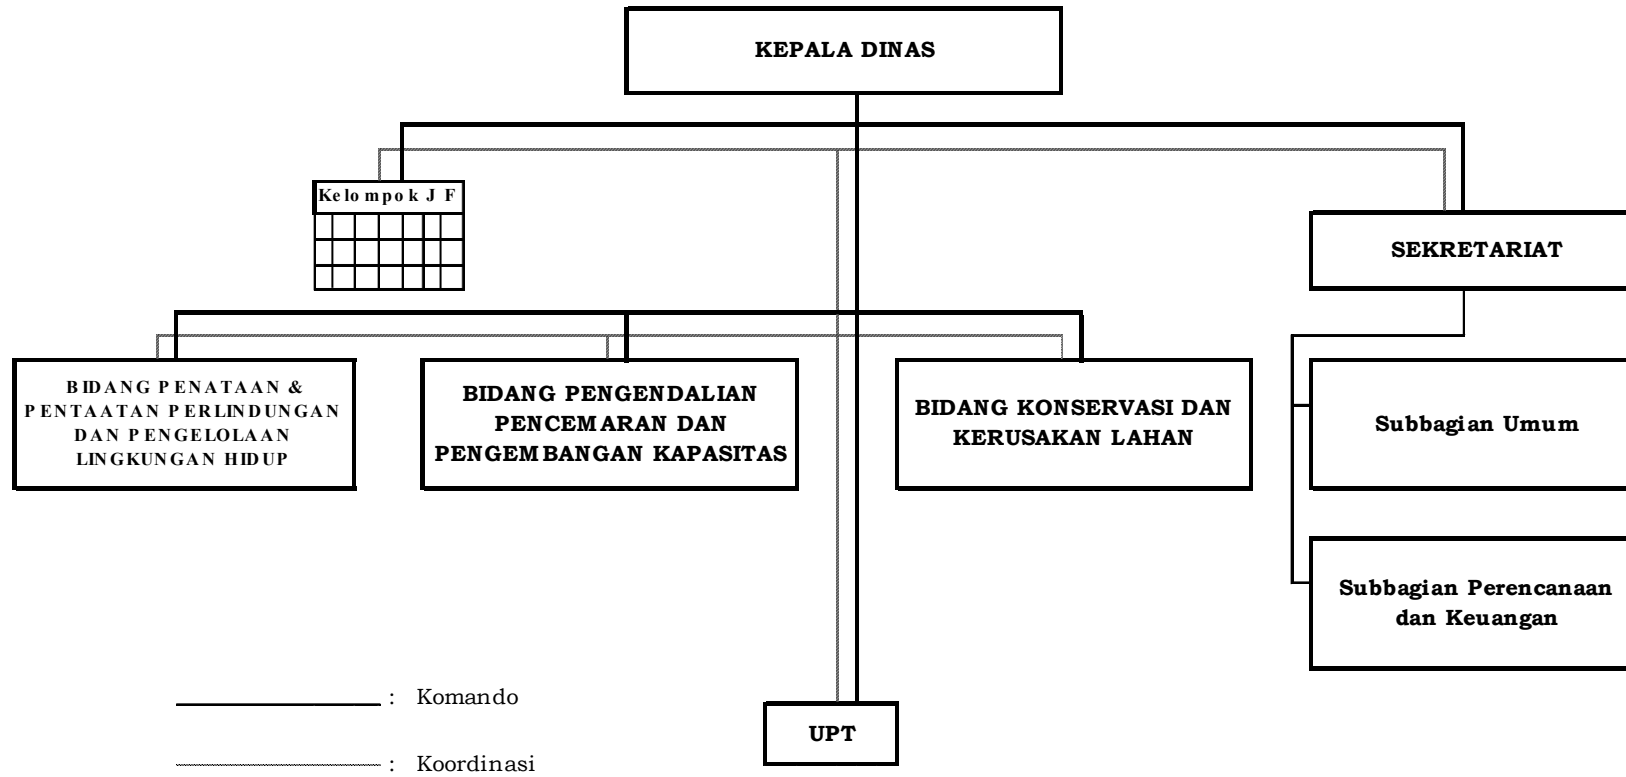 KEPALA DINAS
Kelompok J F
SEKRETARIAT
BIDANG PENATAAN &
PENTAATAN PERLINDUNGAN
DAN PENGELOLAAN
LINGKUNGAN HIDUP
BIDANG PENGENDALIAN
PENCEMARAN DAN
PENGEMBANGAN KAPASITAS
BIDANG KONSERVASI DAN
KERUSAKAN LAHAN
Subbagian Umum
Subbagian Perencanaan
dan Keuangan
: Komando
UPT
: Koordinasi